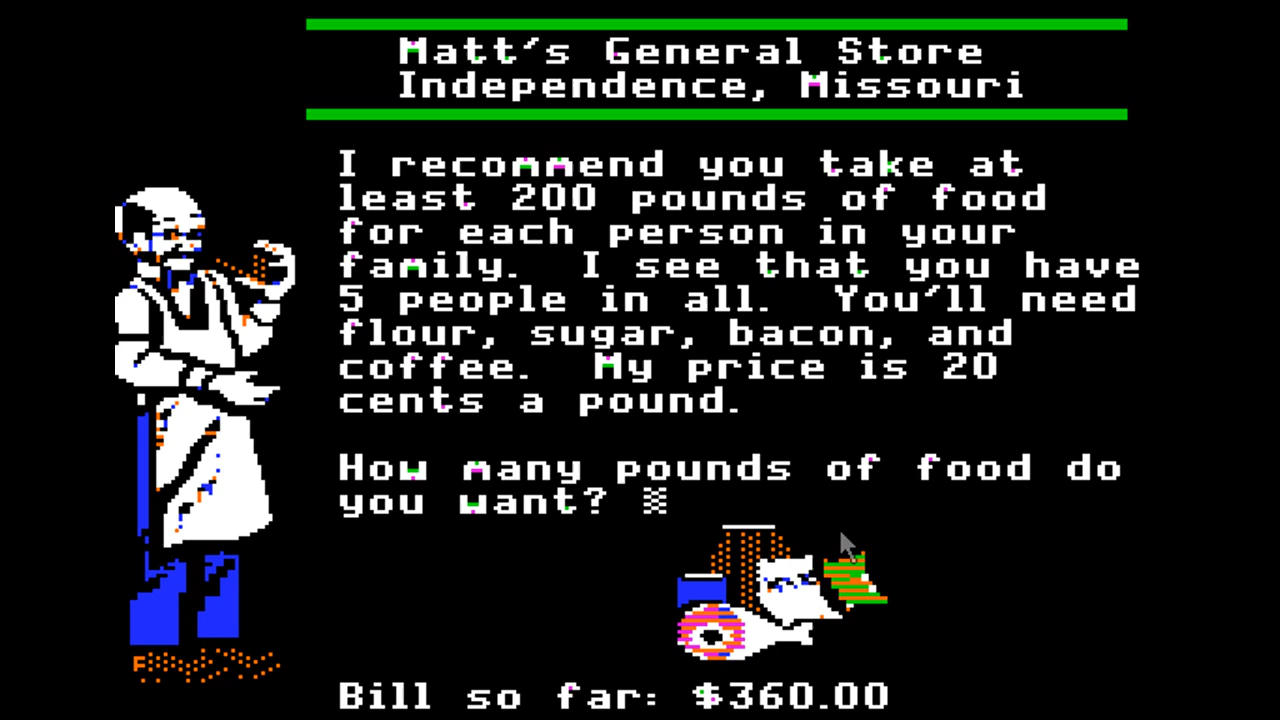 Matt's General Store
Independence, Missouri
I recommend you take at
least 200 pounds of food
for each person in your
family.  I see that you have
5 people in all.  You'll need
flour, sugar, bacon, and
coffee.  My price is 20
cents a pound.
How many pounds of food do
you want?
Bill so far: $360.00